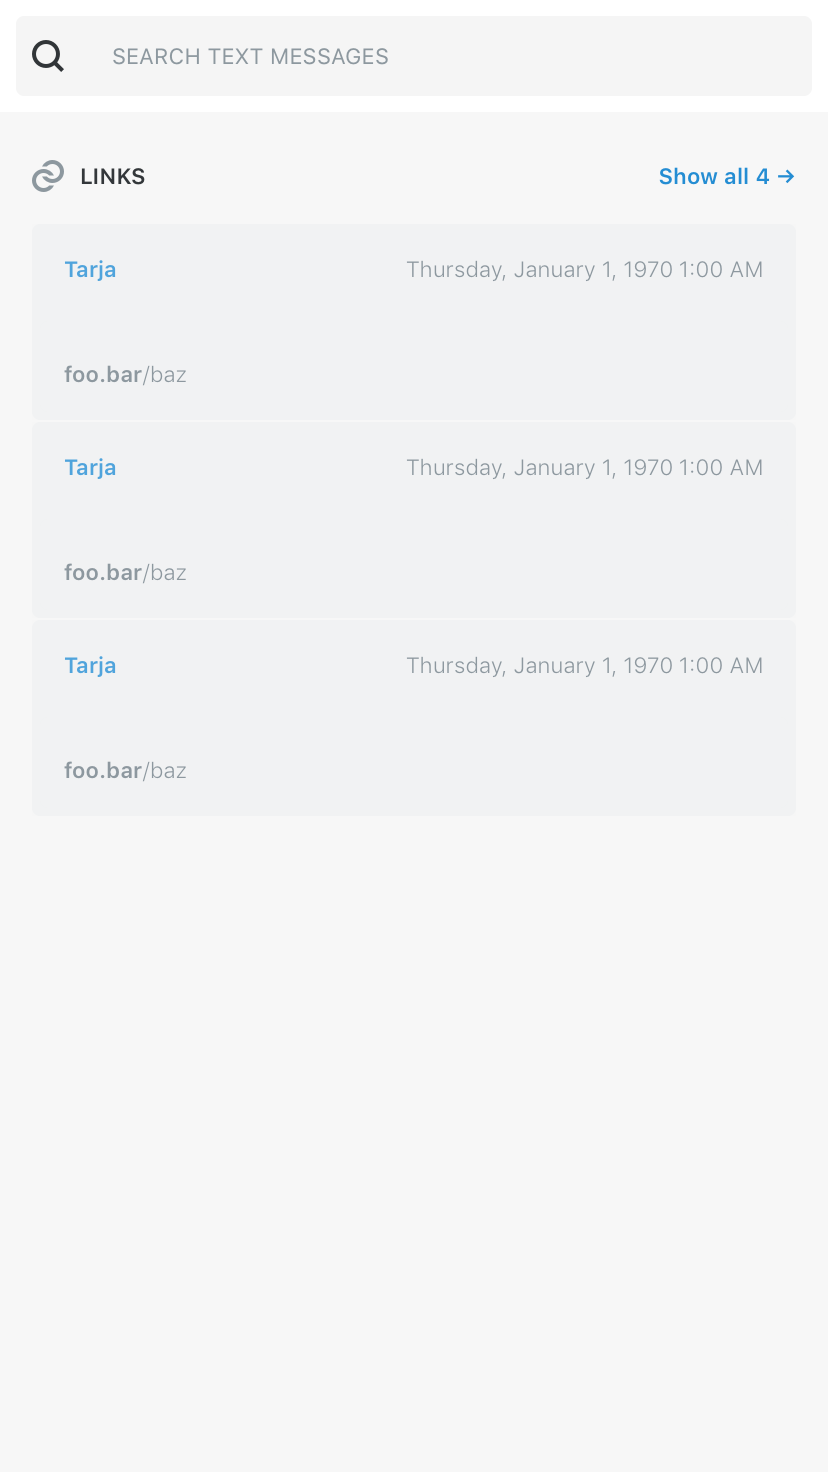 SEARCH TEXT MESSAGES
LINKS Show all 4 →
Tarja Thursday, January 1, 1970 1:00 AM
foo.bar/baz
Tarja Thursday, January 1, 1970 1:00 AM
foo.bar/baz
Tarja Thursday, January 1, 1970 1:00 AM
foo.bar/baz